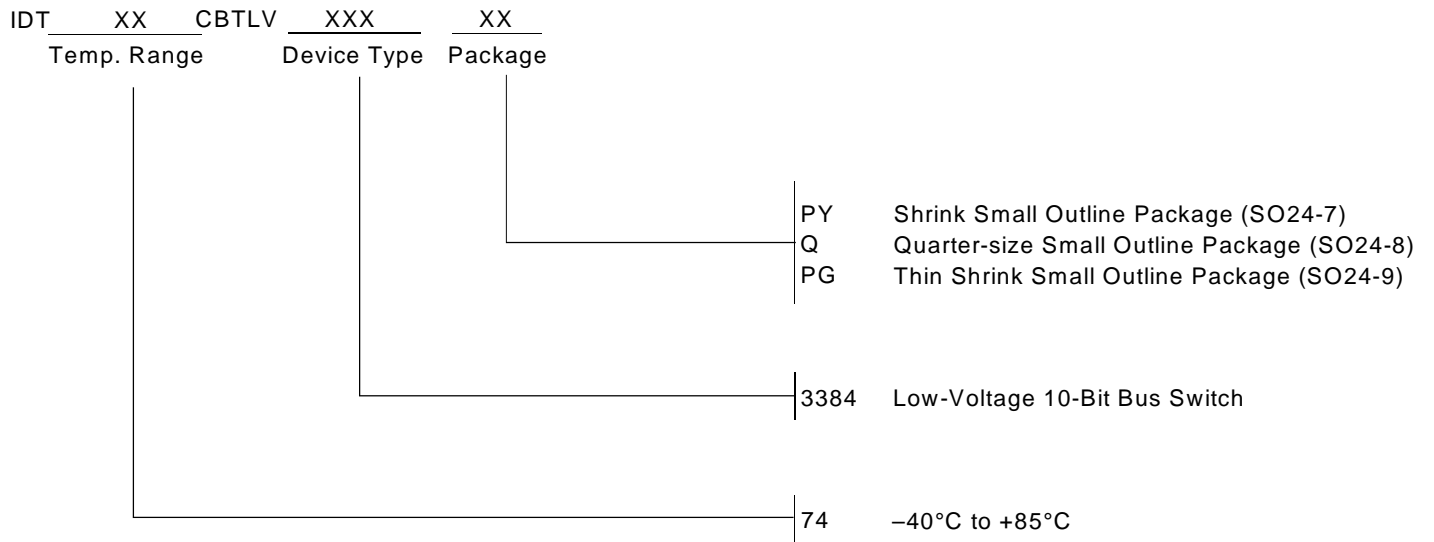 IDT XX CBTLV XXX XX
Temp. Range Device Type Package
PY Shrink Small Outline Package (SO24-7)
Q Quarter-size Small Outline Package (SO24-8)
PG Thin Shrink Small Outline Package (SO24-9)
3384 Low-Voltage 10-Bit Bus Switch
74 –40°C to +85°C